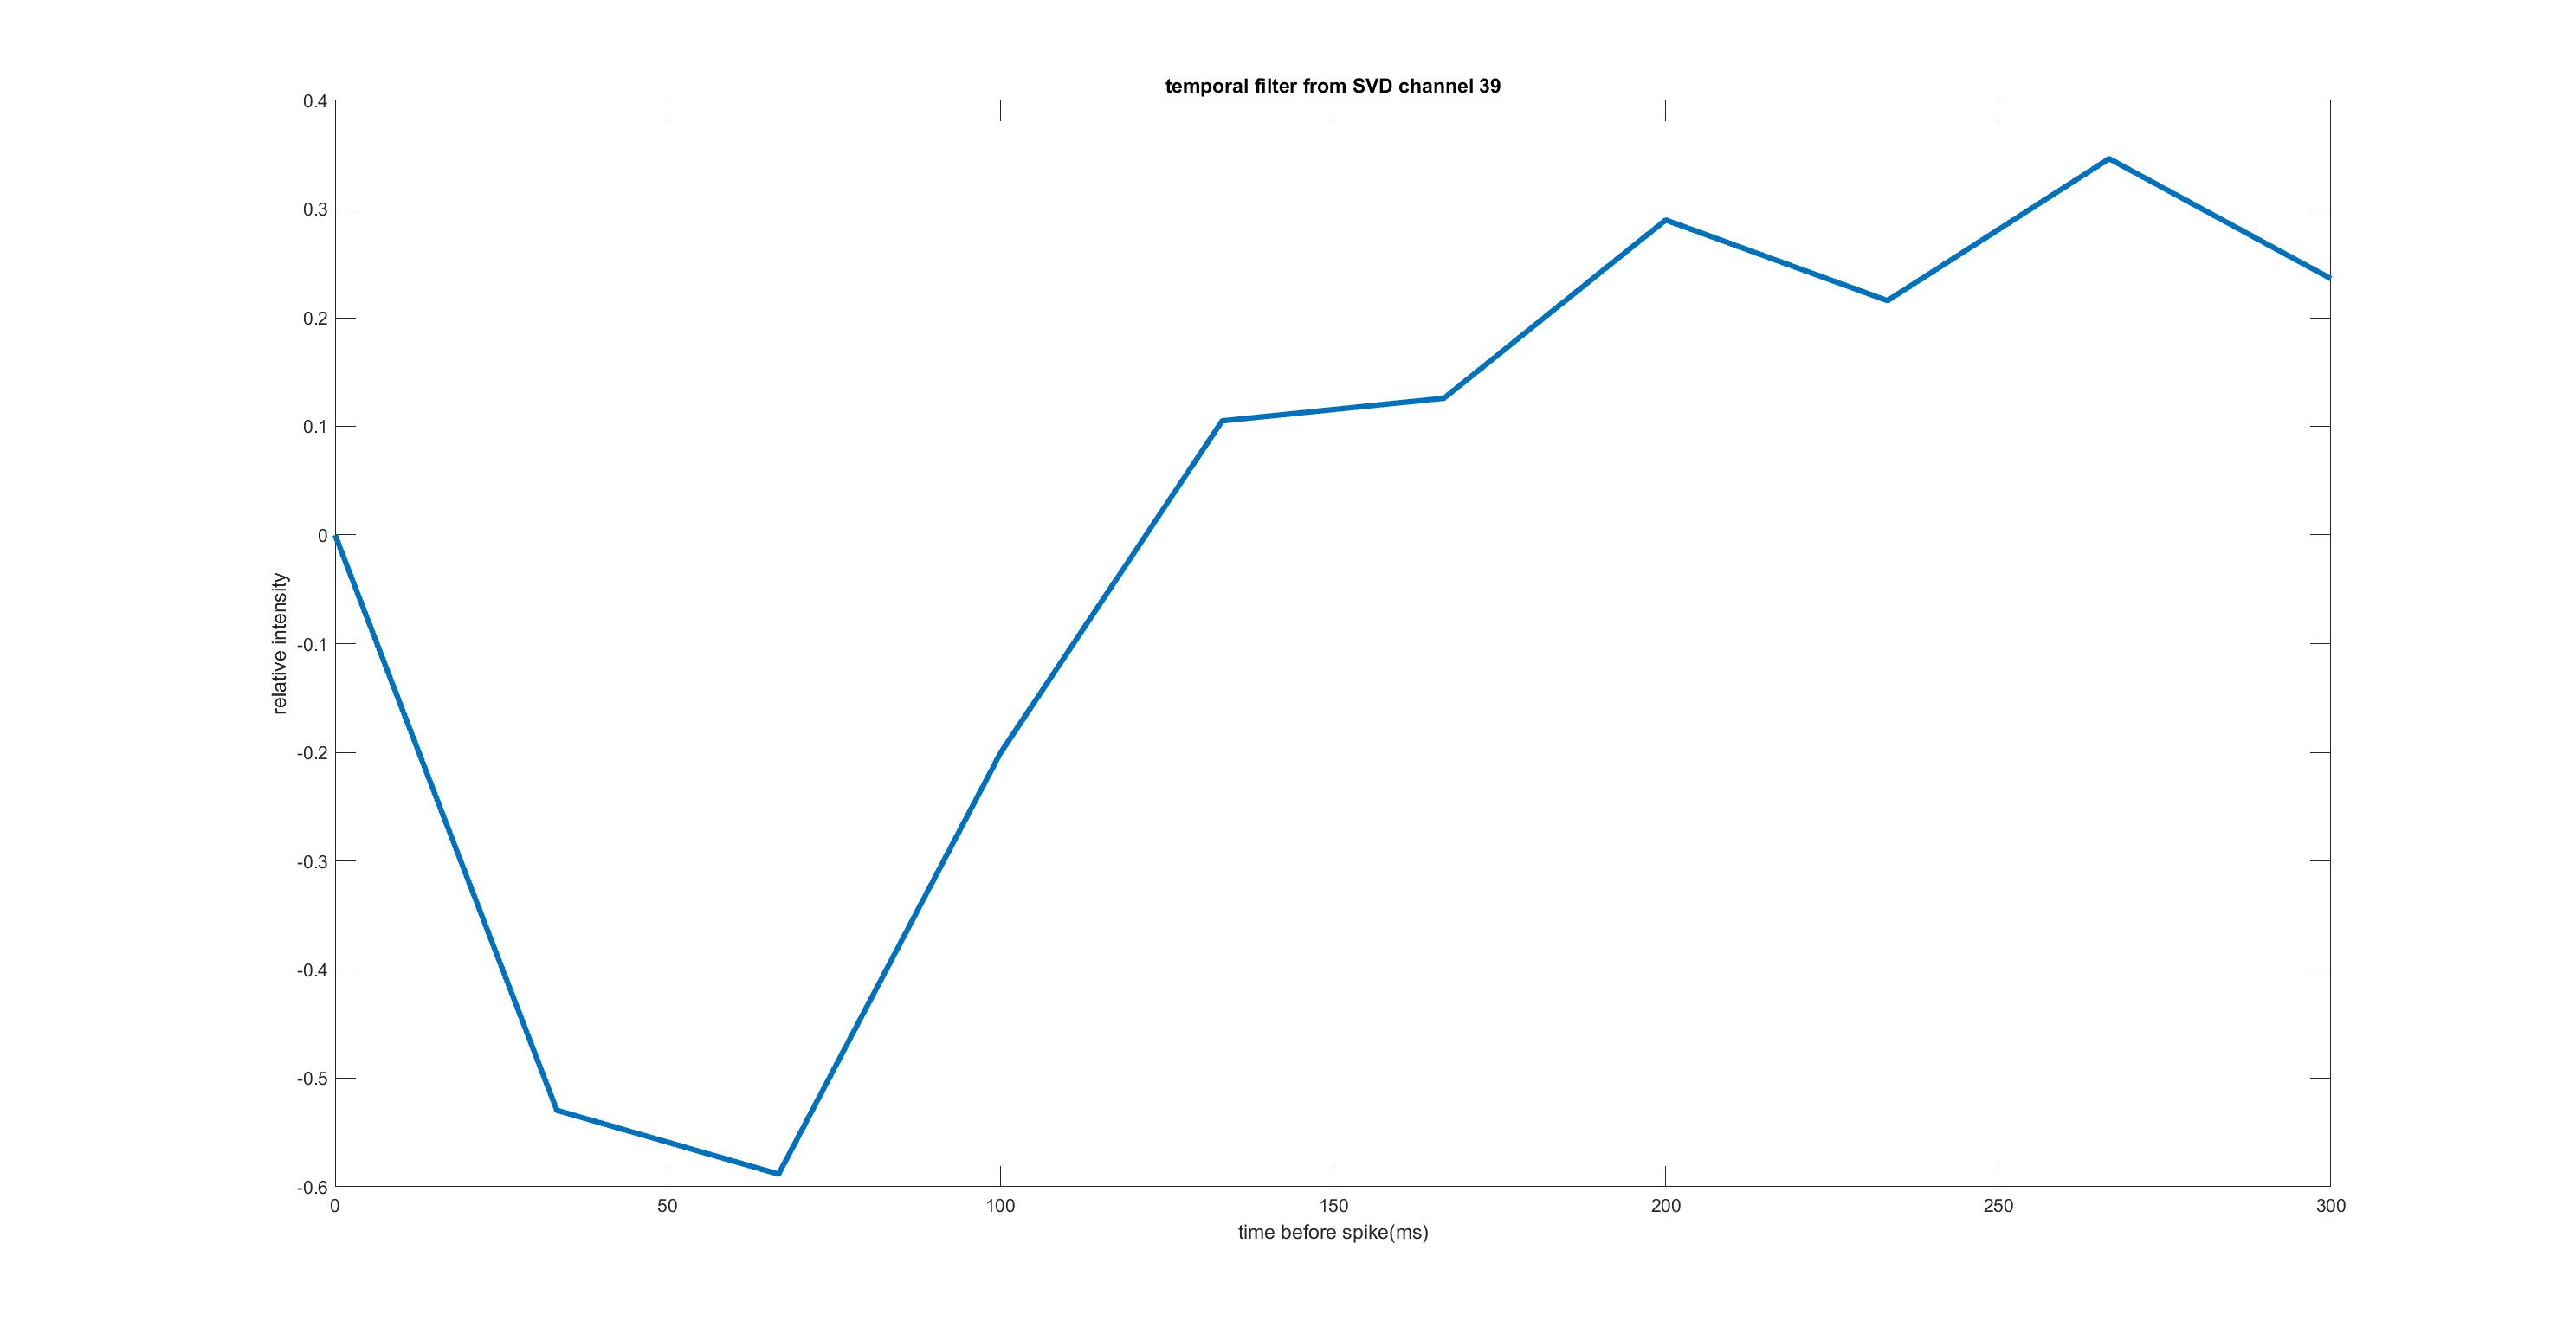 temporal filter from SVD channel 39
0.4
0.3
0.2
0.1
0
-0.1
-0.2
-0.3
-0.4
-0.5
-0.6
relative intensity
0 50 100 150 200 250 300
time before spike(ms)